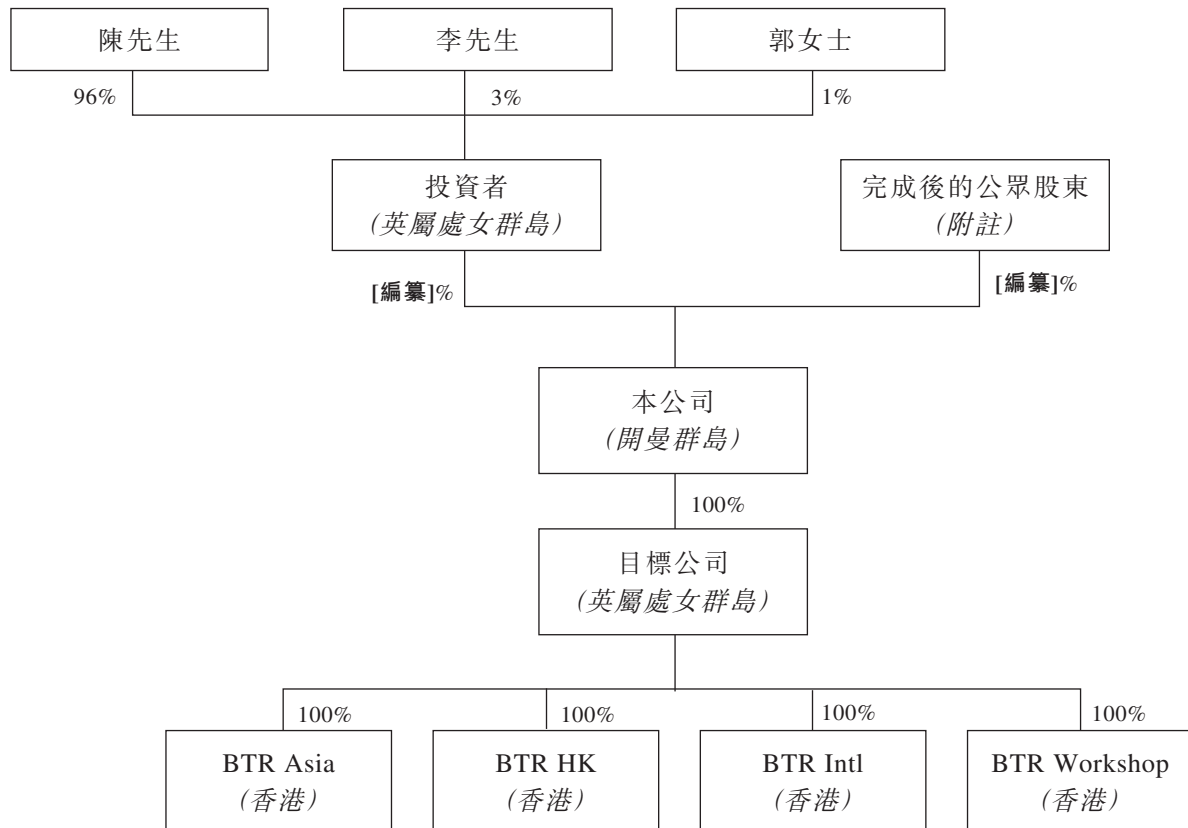 陳先生
李先生
郭女士
96%
3%
1%
投資者
(英屬處女群島)
完成後的公眾股東
(附註)
[編纂]%
[編纂]%
本公司
(開曼群島)
100%
目標公司
(英屬處女群島)
100%
100%
100%
100%
BTR Asia
(香港)
BTR HK
(香港)
BTR Intl
(香港)
BTR Workshop
(香港)